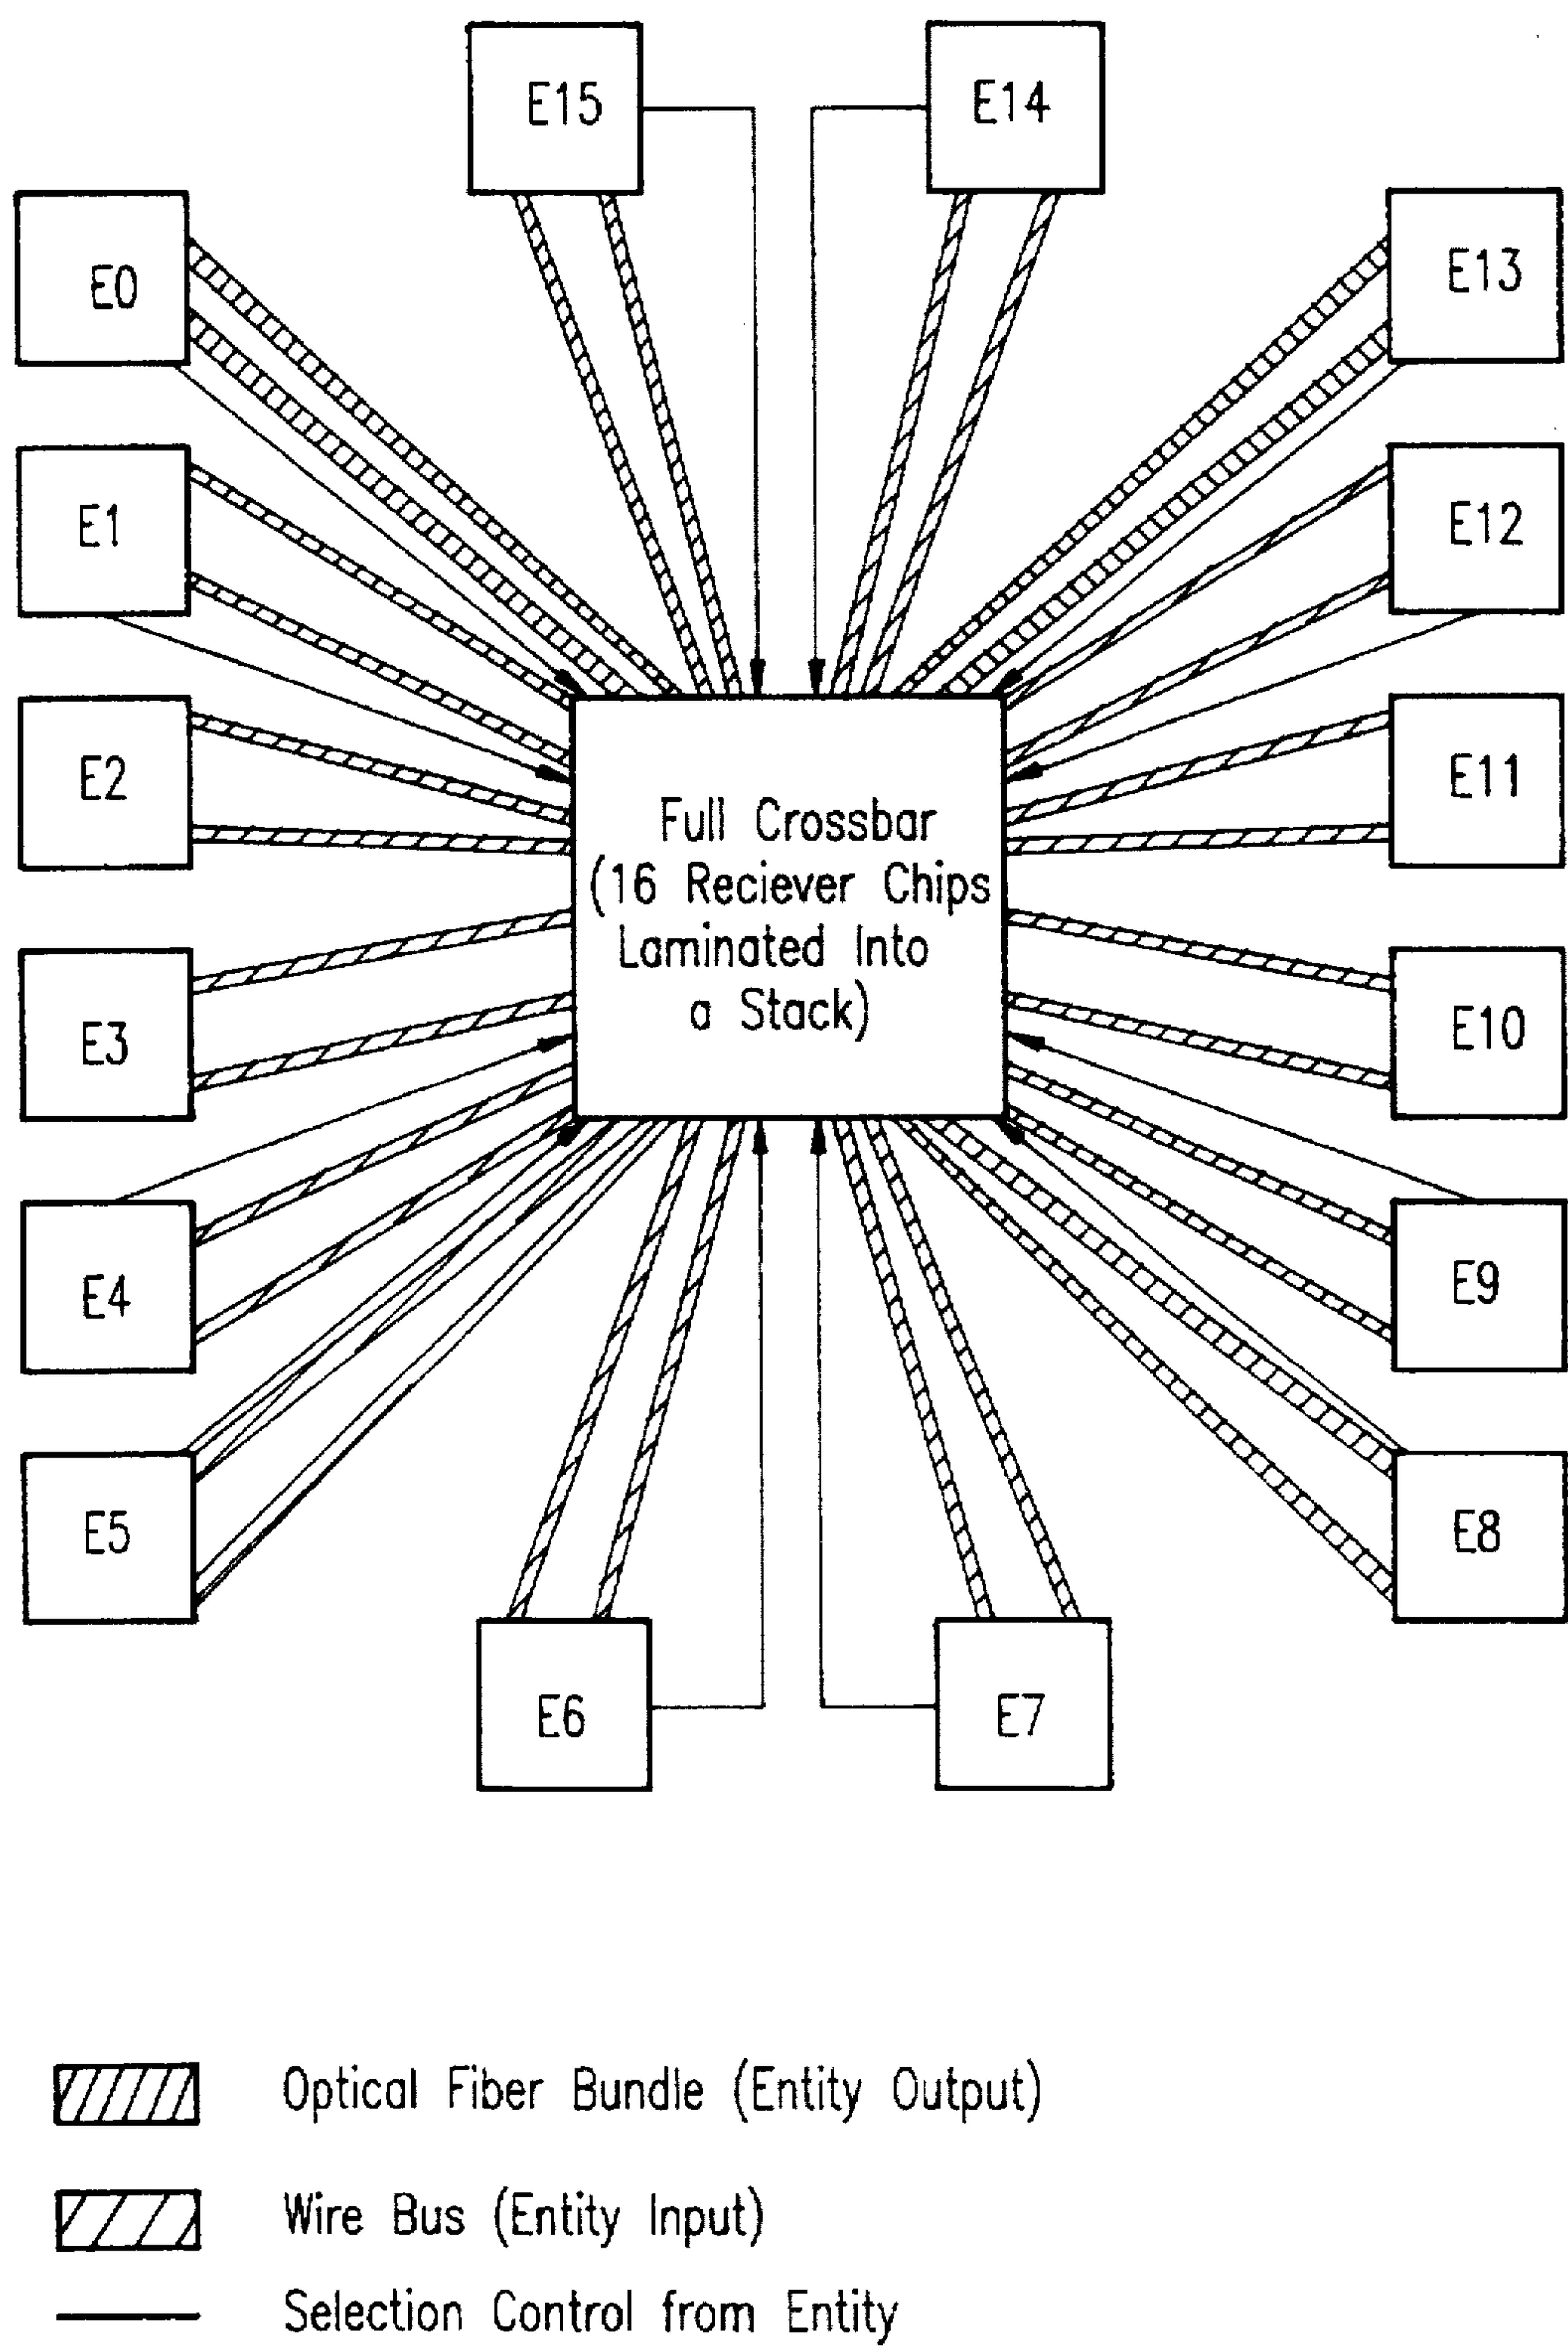 E15
E14
E0
E13
E1
E12
E2
E11
Full Crossbar
(16 Reciever Chips
Laminated Into
a Stack)
E3
E10
E4
E9
E5
E8
E6
E7
Optical Fiber Bundle (Entity Output)
Wire Bus (Entity Input)
Selection Control from Entity